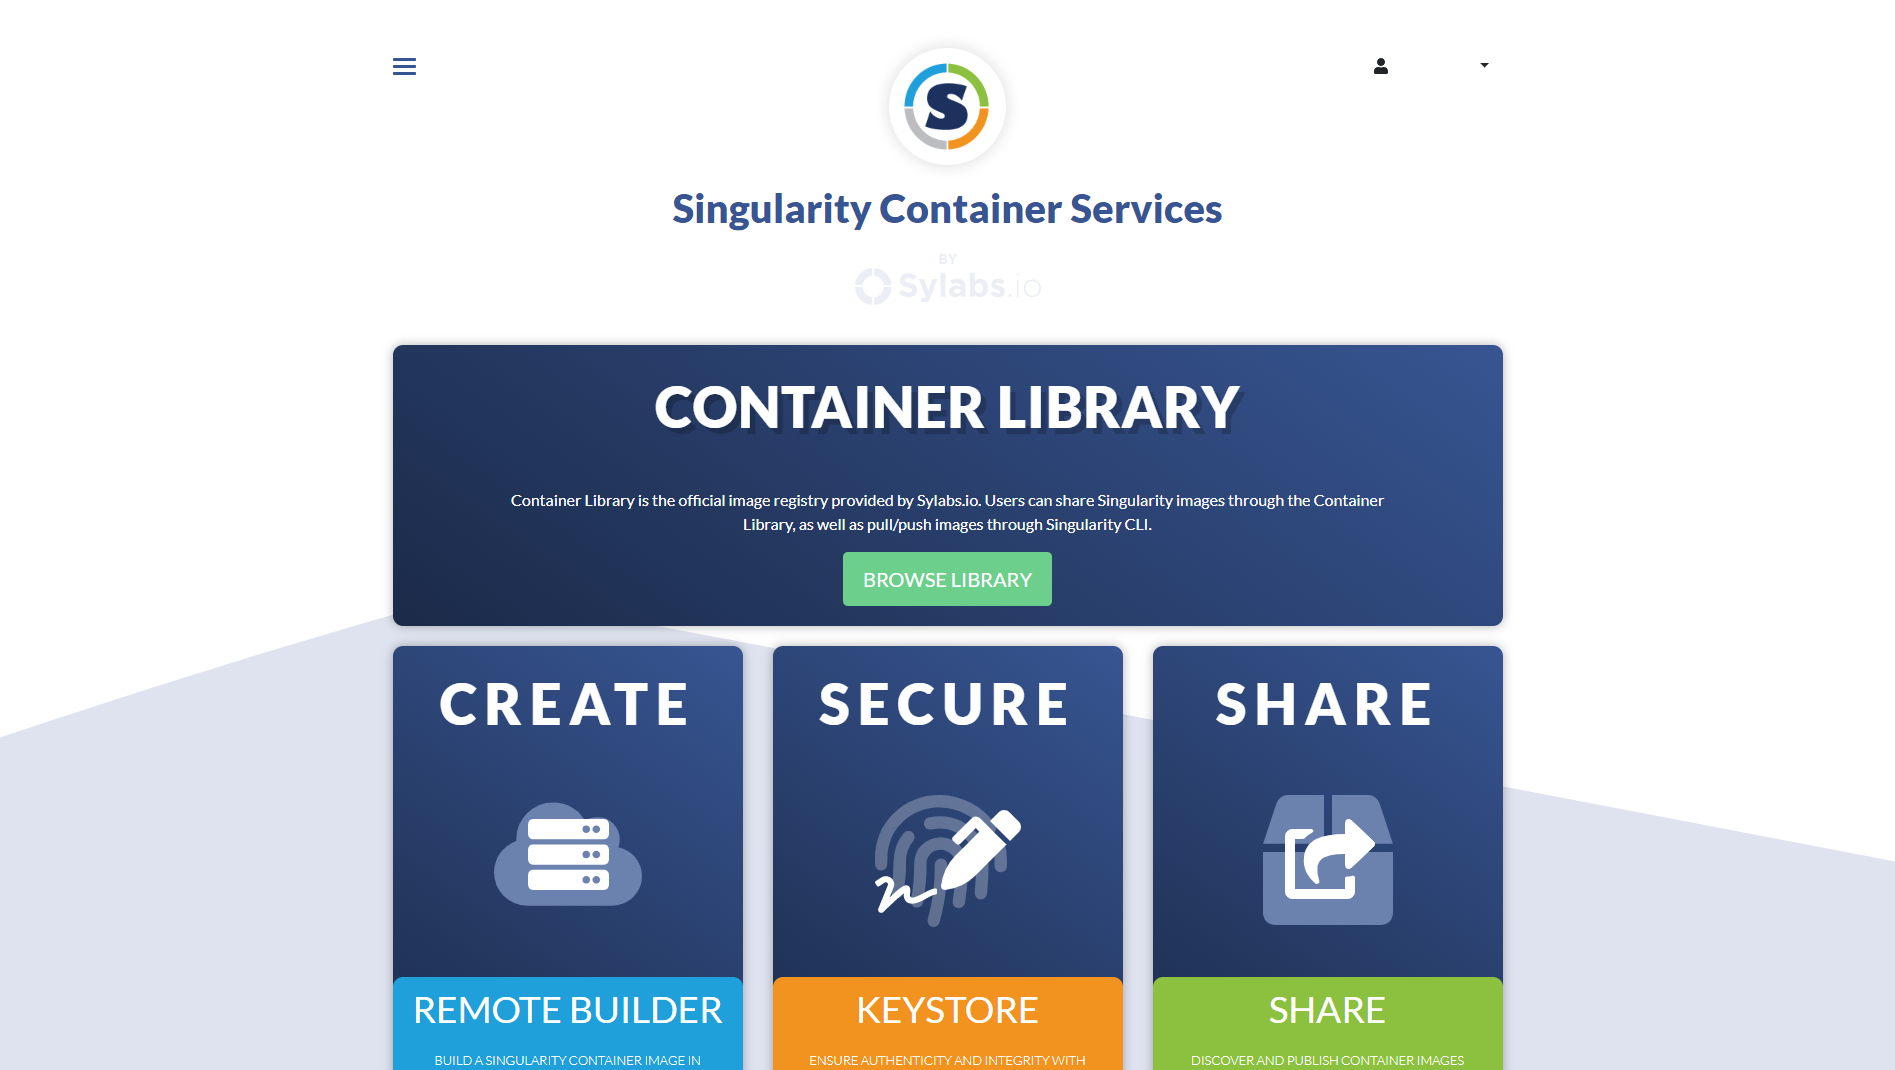 S
Singularity Container Services
BY
Sylabs.io
CONTAINER LIBRARY
Container Library is the official image registry provided by Sylabs.io. Users can share Singularity images through the Container
Library, as well as pull/push images through Singularity CLI.
BROWSE LIBRARY
CREATE
SECURE
SHARE
REMOTE BUILDER
KEYSTORE
SHARE
BUILD A SINGULARITY CONTAINER IMAGE IN
ENSURE AUTHENTICITY AND INTEGRITY WITH
DISCOVER AND PUBLISH CONTAINER IMAGES